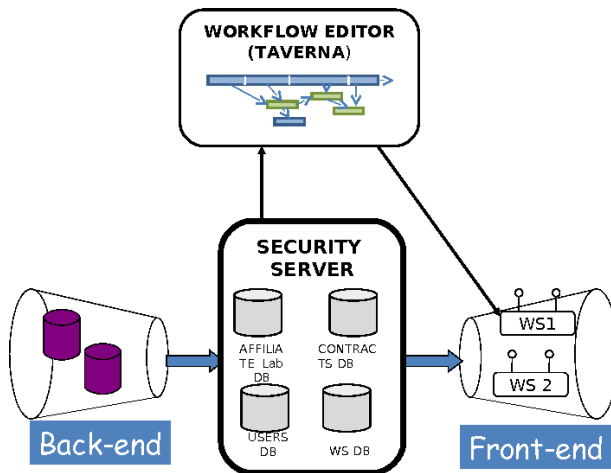 WORKFLOW EDITOR
(TAVERNA)
SECURITY
SERVER
AFFILIA
TE Lab
DB
CONTRAC
TS DB
USERS
DB
WS DB
Back-end
WS1
WS 2
Front-end